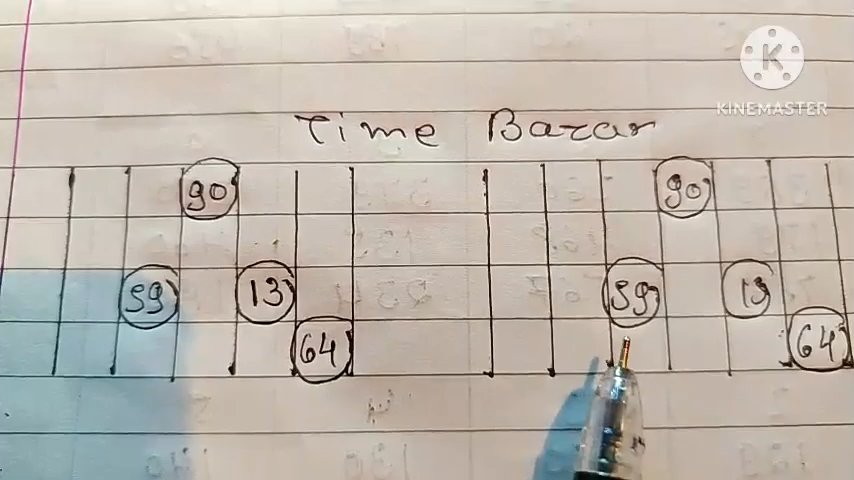 K
KINEMASTER
Time Bazar
90 90
59 13 59 13
64 64